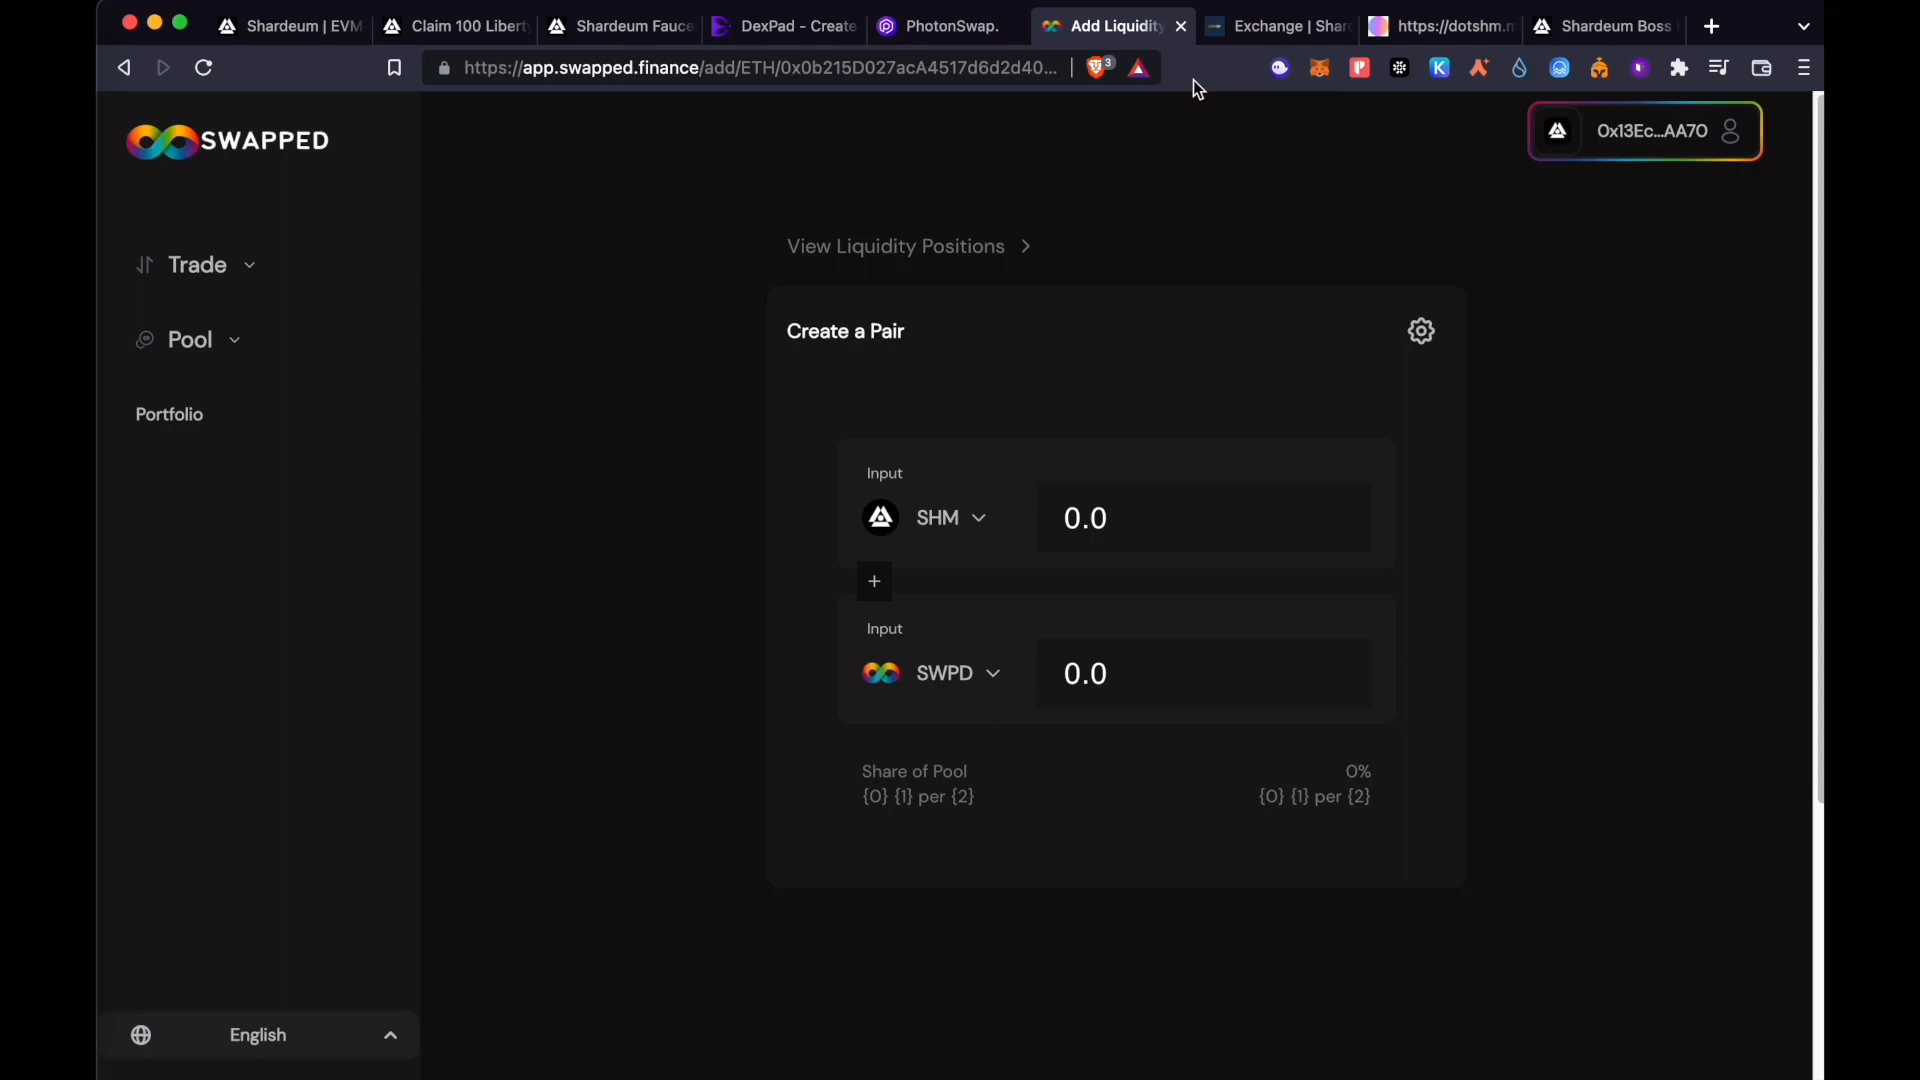 Shardeum | EVM
Claim 100 Libert
Shardeum Fauce
DexPad - Create
PhotonSwap.
Add Liquidity
Exchange | Shar
https://dotshm.m
Shardeum Boss
https://app.swapped.finance/add/ETH/0x0b215D027acA4517d6d2d40...
3
SWAPPED
0x13Ec...AA70
Trade
Pool
Portfolio
View Liquidity Positions
Create a Pair
Input
SHM
0.0
+
Input
SWPD
0.0
Share of Pool
0%
{0} {1} per {2}
{0} {1} per {2}
English